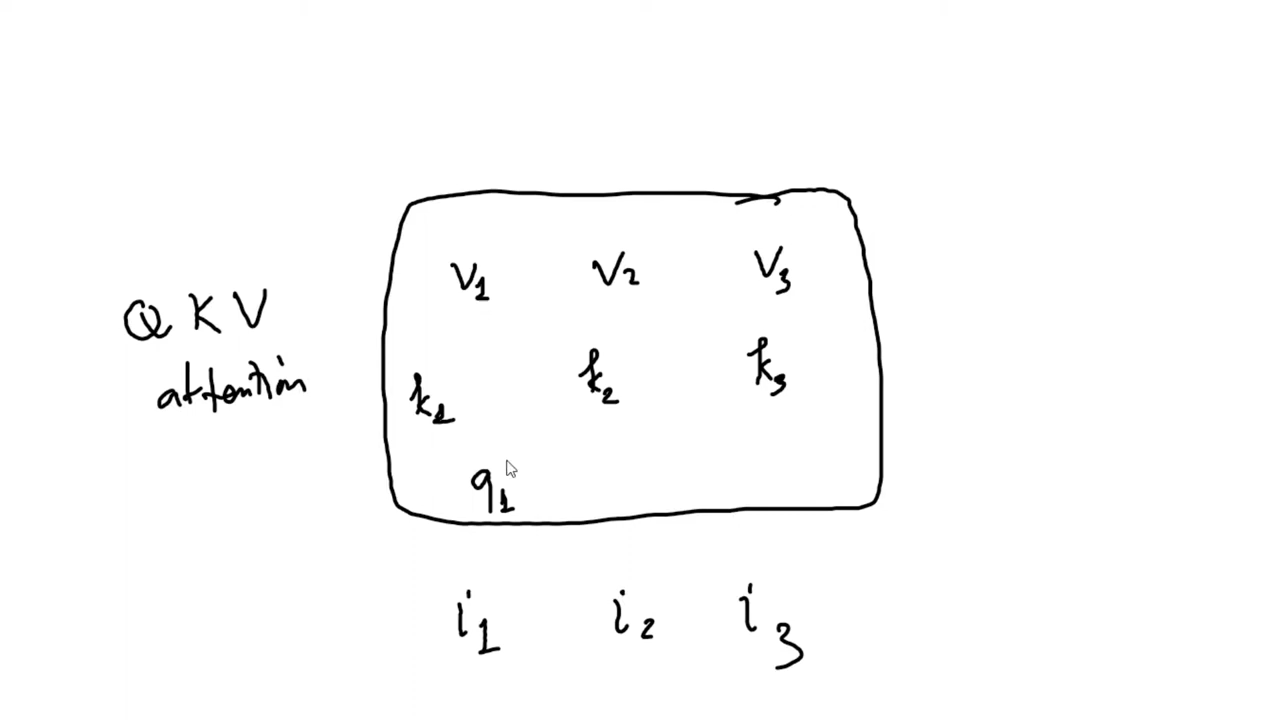 V1 V2 V3
Q K V
attention
k1 k2 k3
q1
i1 i2 i3